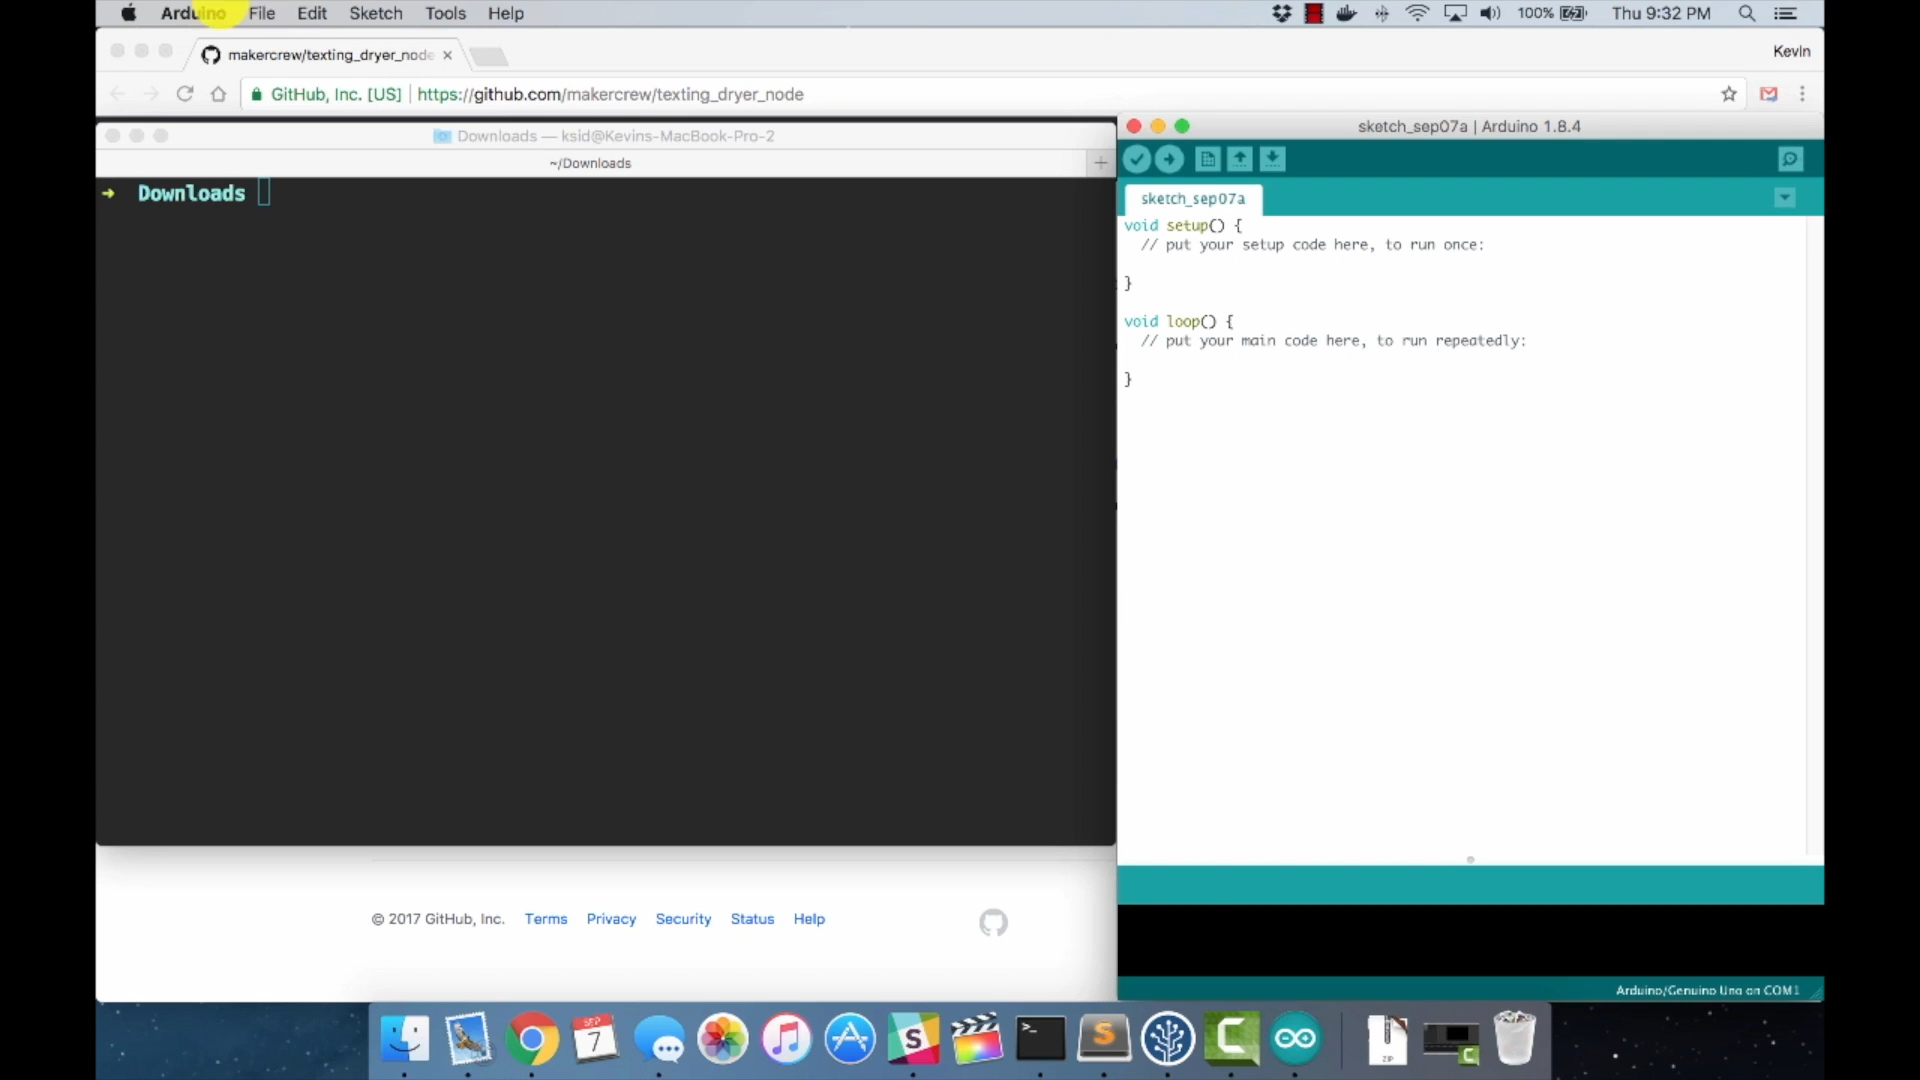 Arduino File Edit Sketch Tools Help 100% Thu 9:32 PM
makercrew/texting_dryer_node
Kevin
GitHub, Inc. [US] | https://github.com/makercrew/texting_dryer_node
Downloads — ksid@Kevins-MacBook-Pro-2
~/Downloads
➜ Downloads
sketch_sep07a | Arduino 1.8.4
sketch_sep07a
void setup() {
// put your setup code here, to run once:
}
void loop() {
// put your main code here, to run repeatedly:
}
© 2017 GitHub, Inc. Terms Privacy Security Status Help
Arduino/Genuino Uno on COM1
SEP
7
ZIP